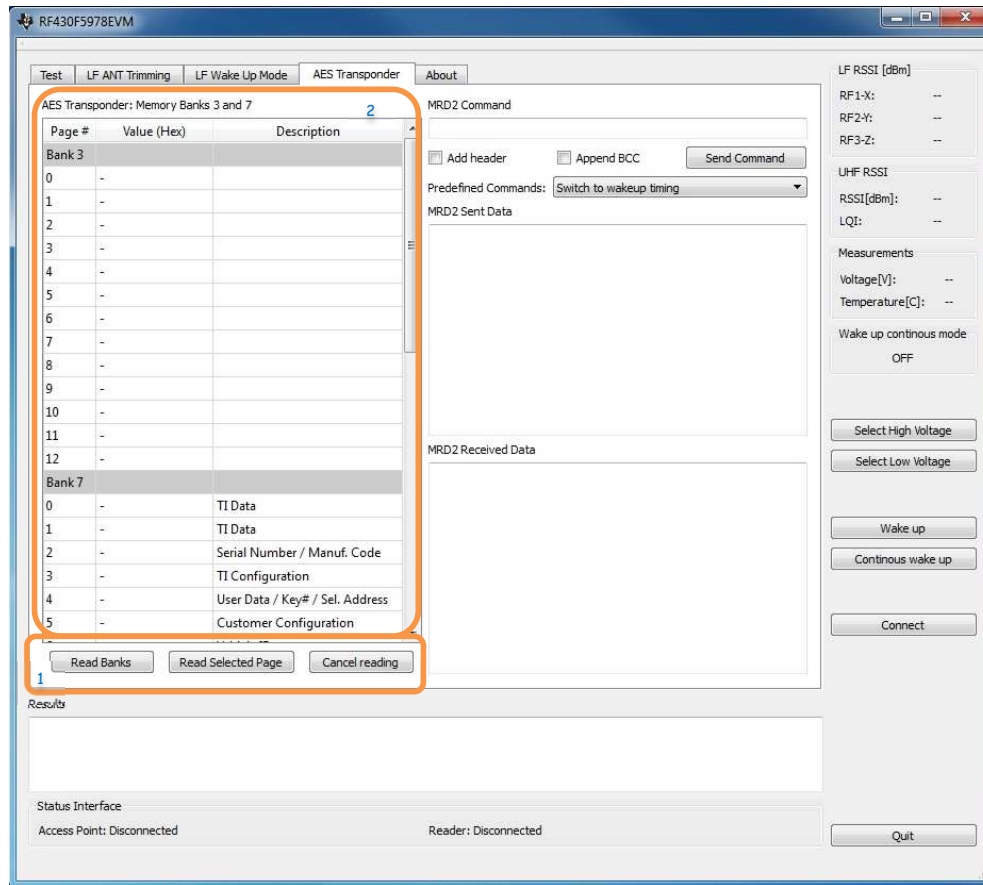 RF430F5978EVM
Test LF ANT Trimming LF Wake Up Mode AES Transponder About
AES Transponder: Memory Banks 3 and 7
2
Page # Value (Hex) Description
Bank 3
0 -
1 -
2 -
3 -
4 -
5 -
6 -
7 -
8 -
9 -
10 -
11 -
12 -
Bank 7
0 - TI Data
1 - TI Data
2 - Serial Number / Manuf. Code
3 - TI Configuration
4 - User Data / Key# / Sel. Address
5 - Customer Configuration
Read Banks Read Selected Page Cancel reading
1
MRD2 Command
Add header Append BCC Send Command
Predefined Commands: Switch to wakeup timing
MRD2 Sent Data
MRD2 Received Data
LF RSSI [dBm]
RF1-X: --
RF2-Y: --
RF3-Z: --
UHF RSSI
RSSI[dBm]: --
LQI: --
Measurements
Voltage[V]: --
Temperature[C]: --
Wake up continous mode
OFF
Select High Voltage
Select Low Voltage
Wake up
Continous wake up
Connect
Results
Status Interface
Access Point: Disconnected Reader: Disconnected
Quit